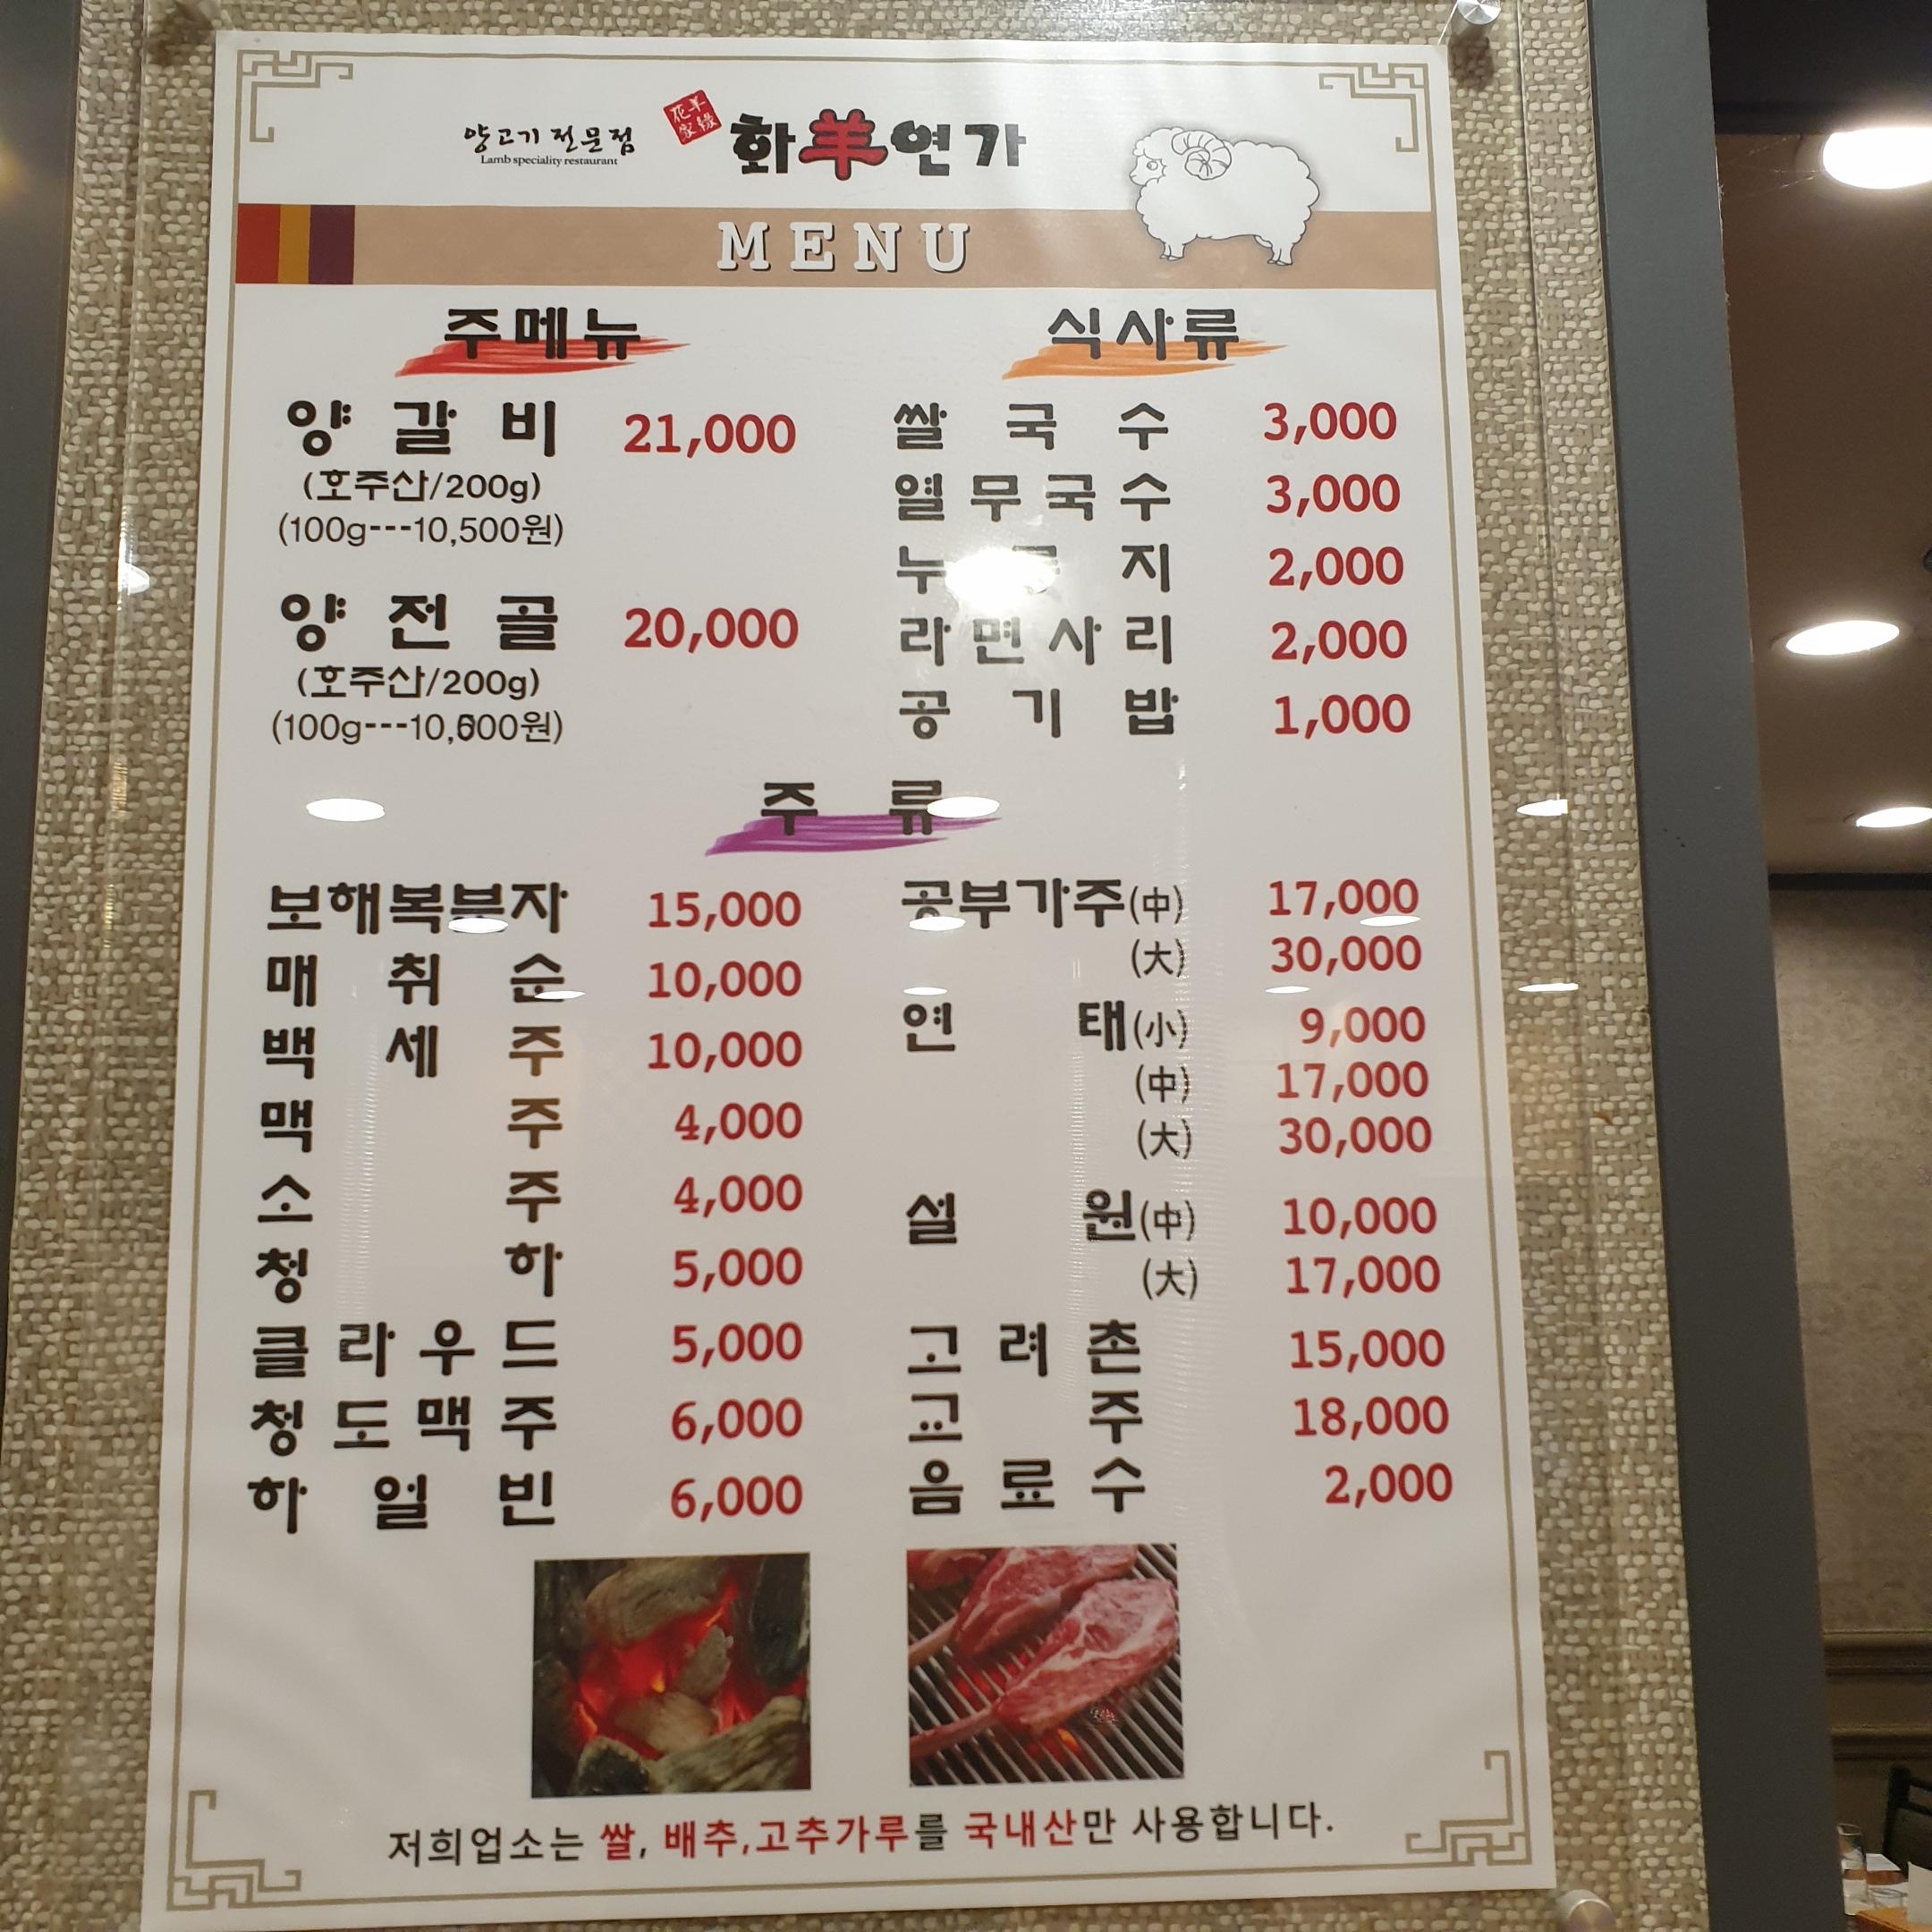 양고기 전문점
Lamb speciality restaurant
花羊家緣
화羊연가
MENU
주메뉴
양갈비 21,000
(호주산/200g)
(100g---10,500원)
양전골 20,000
(호주산/200g)
(100g---10,000원)
식사류
쌀국수 3,000
열무국수 3,000
누룽지 2,000
라면사리 2,000
공기밥 1,000
주류
보해복분자 15,000
매취순 10,000
백세주 10,000
맥주 4,000
소주 4,000
청하 5,000
클라우드 5,000
청도맥주 6,000
하얼빈 6,000
공부가주(中) 17,000
(大) 30,000
연태(小) 9,000
(中) 17,000
(大) 30,000
설원(中) 10,000
(大) 17,000
고려촌 15,000
고주 18,000
음료수 2,000
저희업소는 쌀, 배추,고추가루를 국내산만 사용합니다.